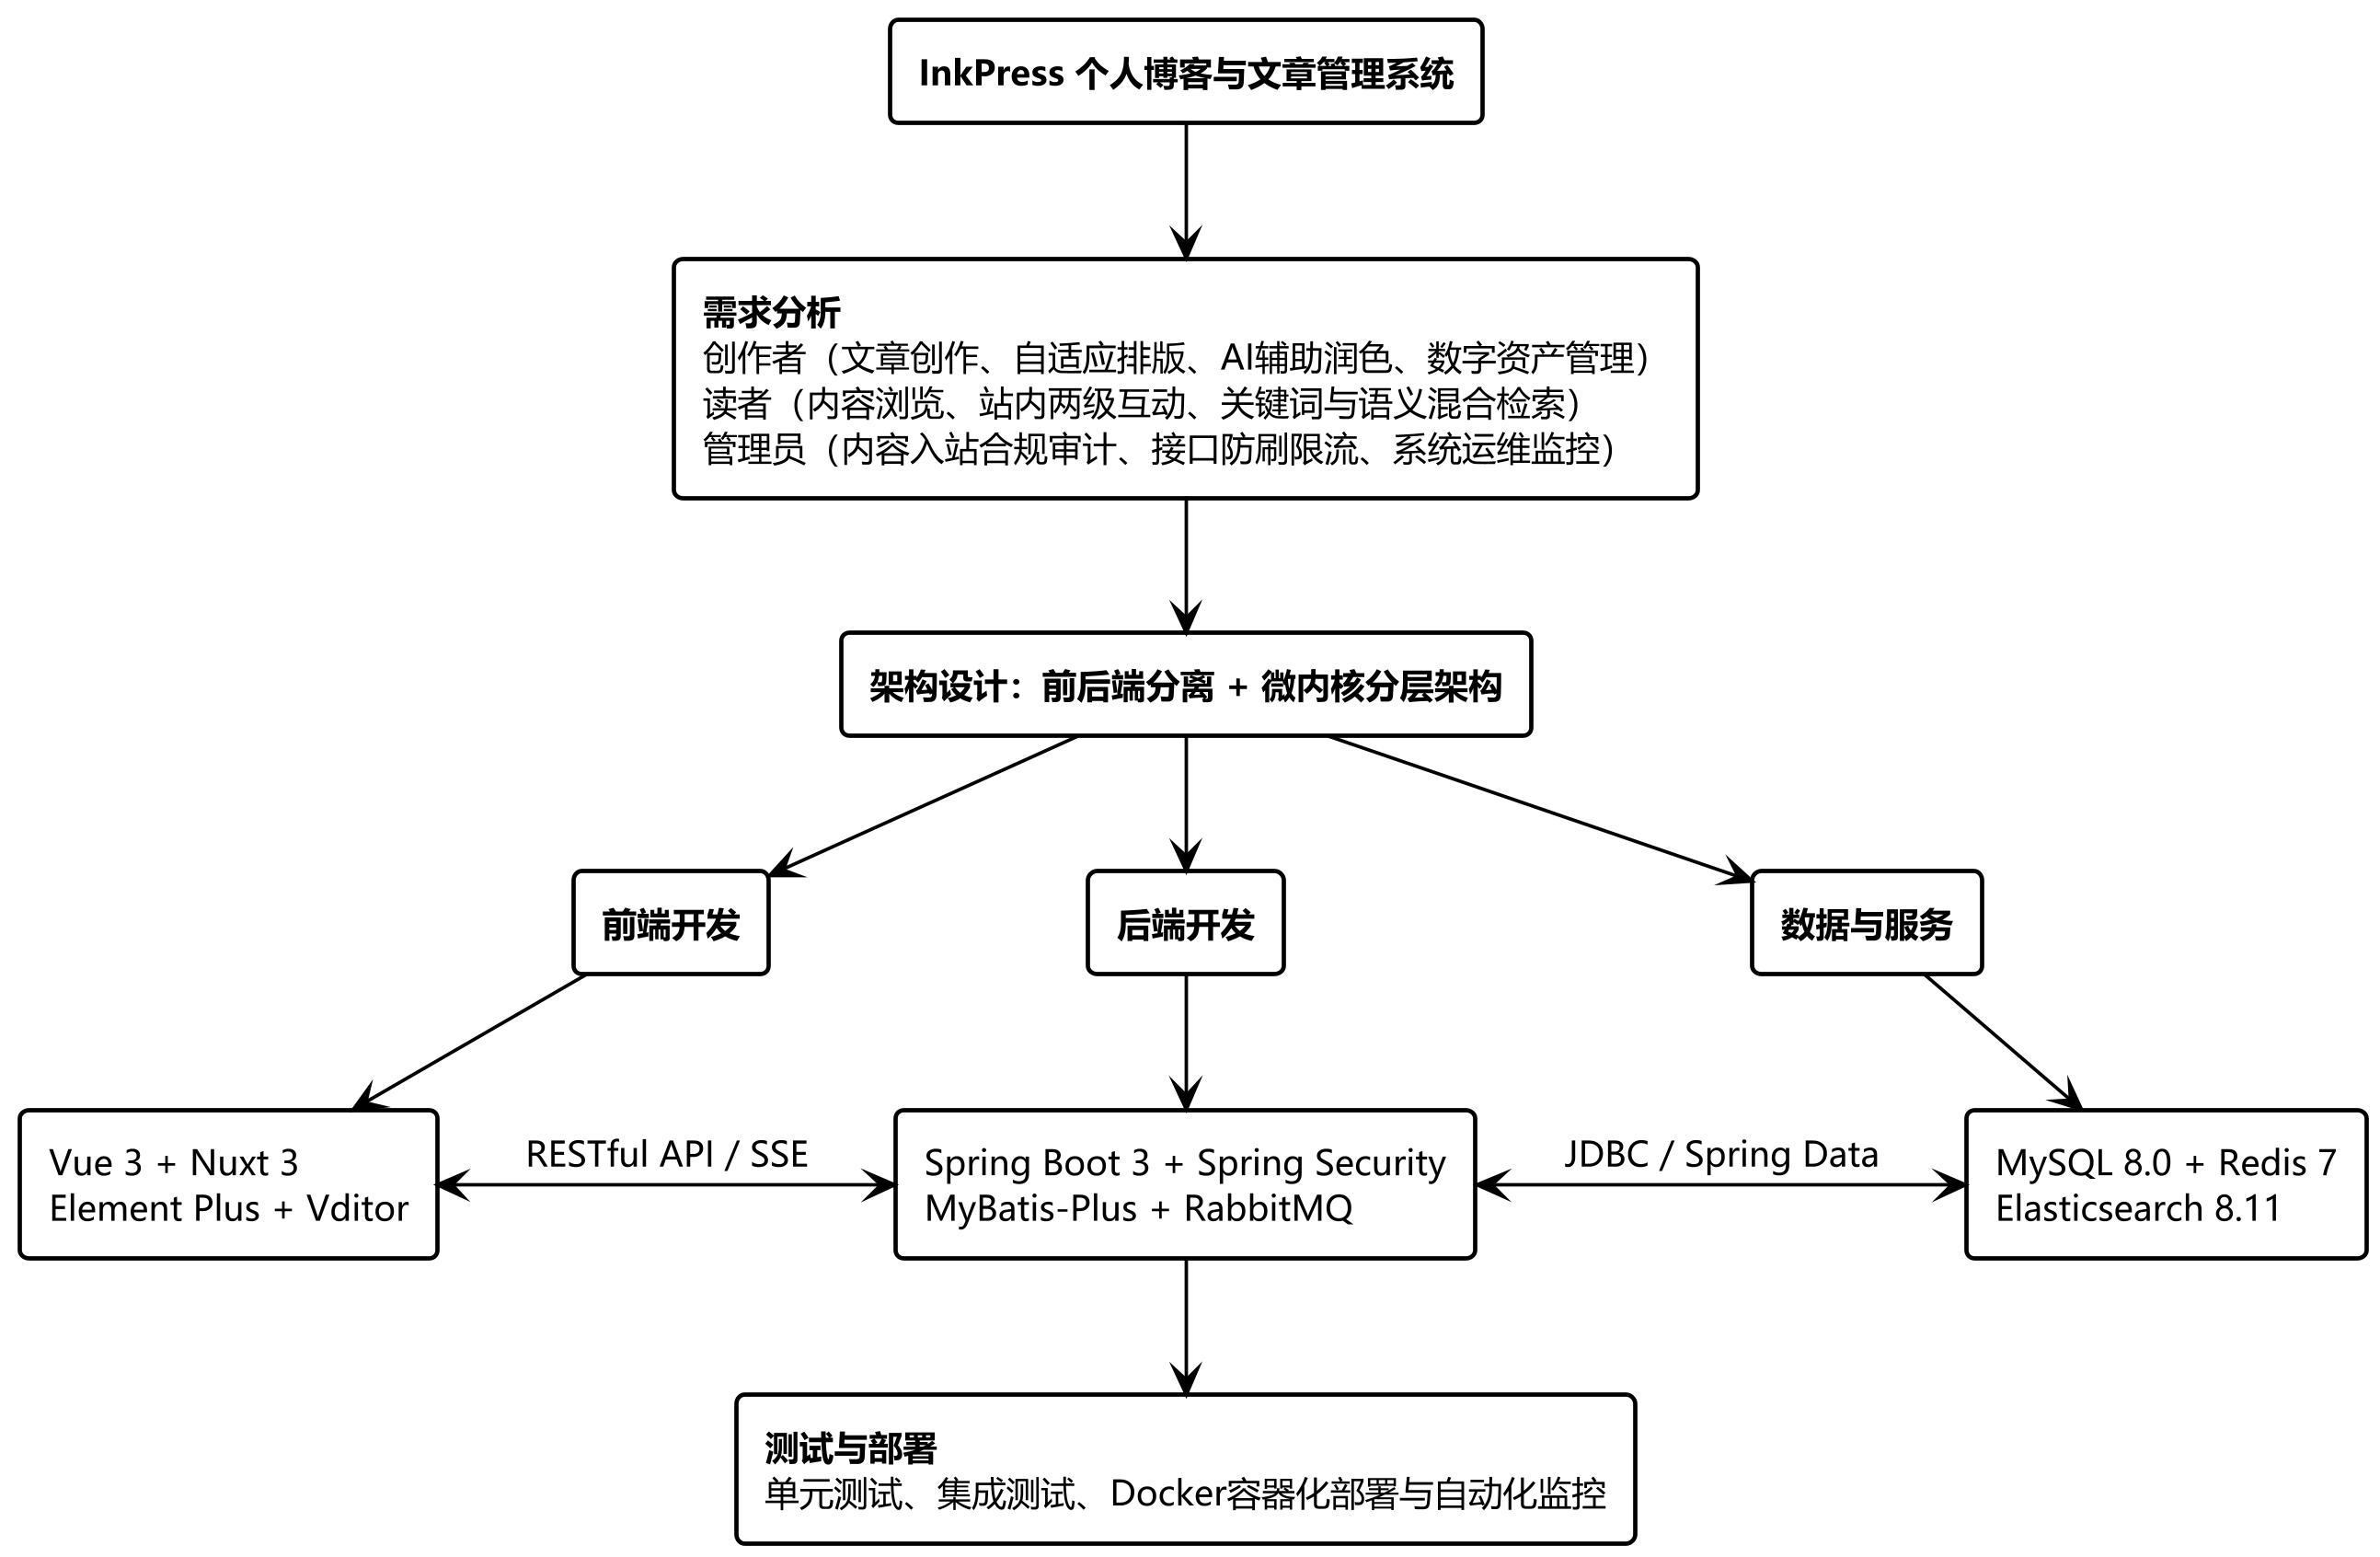 InkPress 个人博客与文章管理系统
需求分析
创作者（文章创作、自适应排版、AI辅助润色、数字资产管理）
读者（内容浏览、站内两级互动、关键词与语义混合检索）
管理员（内容入站合规审计、接口防刷限流、系统运维监控）
架构设计：前后端分离 + 微内核分层架构
前端开发
后端开发
数据与服务
Vue 3 + Nuxt 3
Element Plus + Vditor
RESTful API / SSE
Spring Boot 3 + Spring Security
MyBatis-Plus + RabbitMQ
JDBC / Spring Data
MySQL 8.0 + Redis 7
Elasticsearch 8.11
测试与部署
单元测试、集成测试、Docker容器化部署与自动化监控